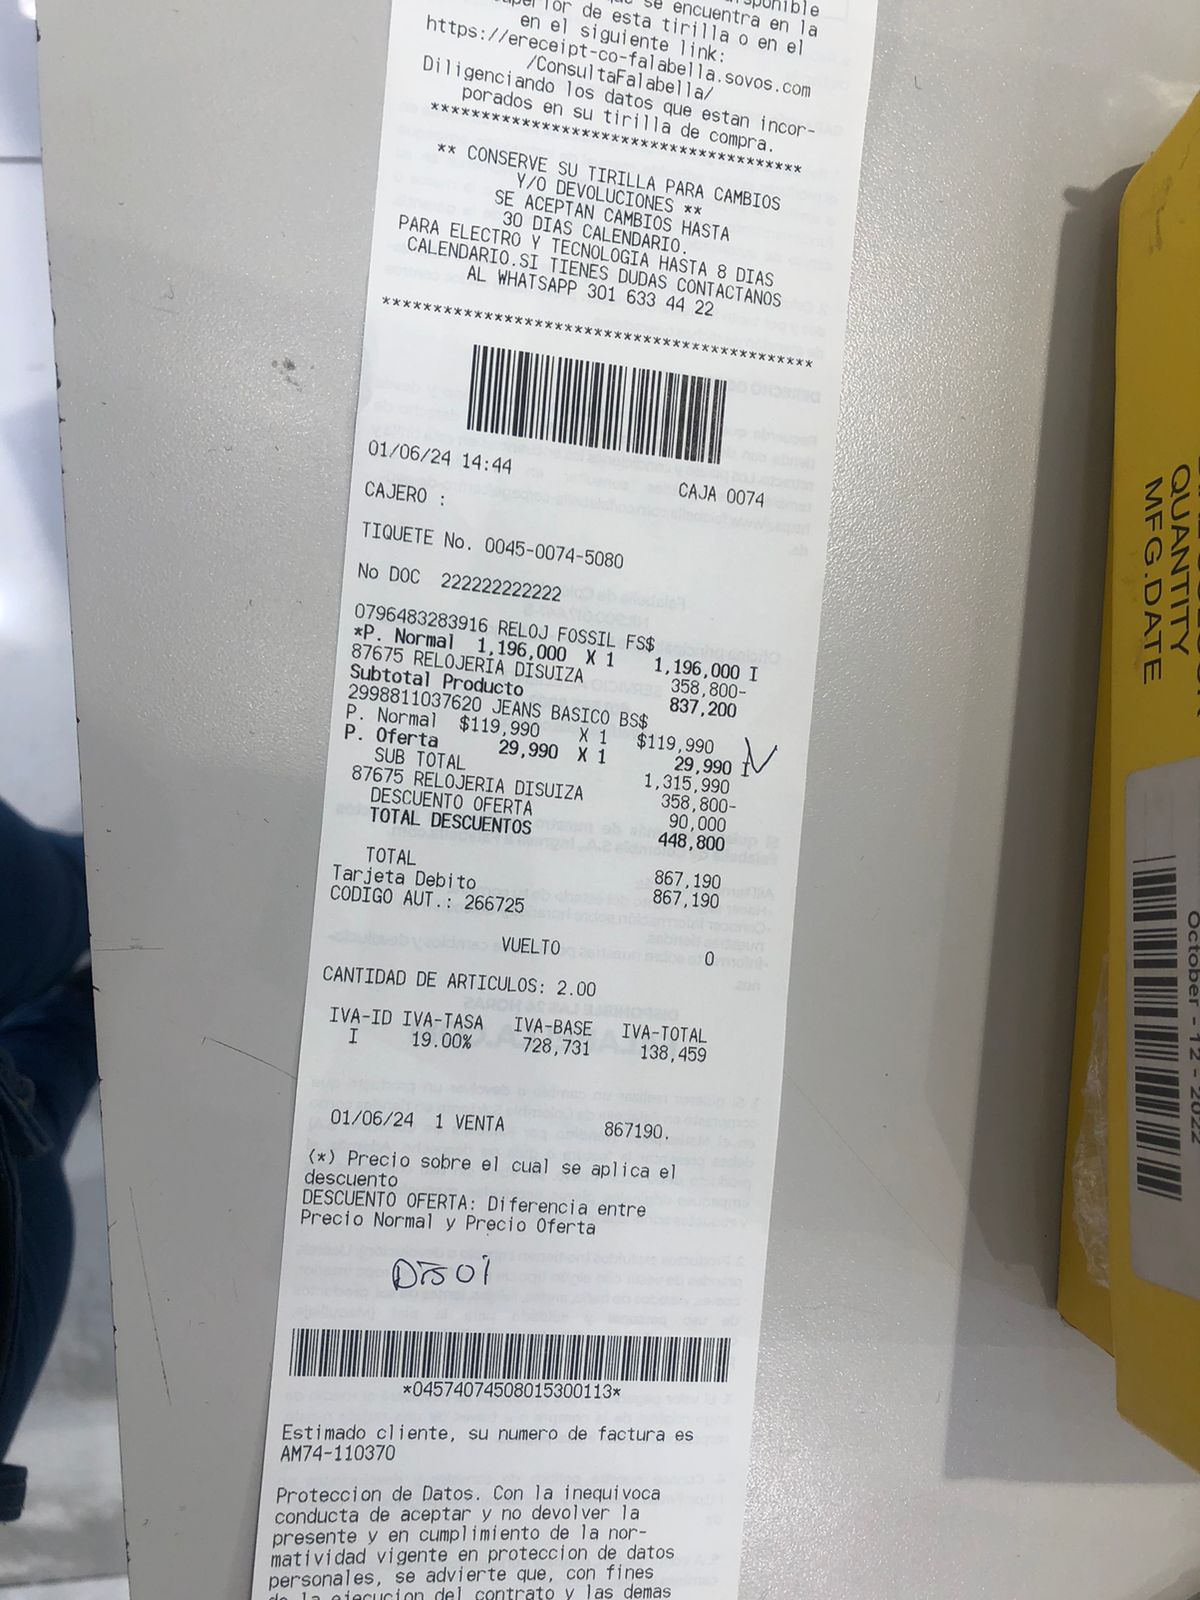 se encuentra en la
de esta tirilla o en el
en el siguiente link:
https://ereceipt-co-falabella.sovos.com
/ConsultaFalabella/
Diligenciando los datos que estan incor-
porados en su tirilla de compra.
** CONSERVE SU TIRILLA PARA CAMBIOS
Y/O DEVOLUCIONES **
SE ACEPTAN CAMBIOS HASTA
30 DIAS CALENDARIO.
PARA ELECTRO Y TECNOLOGIA HASTA 8 DIAS
CALENDARIO.SI TIENES DUDAS CONTACTANOS
AL WHATSAPP 301 633 44 22
01/06/24 14:44 CAJA 0074
CAJERO :
TIQUETE No. 0045-0074-5080
No DOC 222222222222
0796483283916 RELOJ FOSSIL FS$
*P. Normal 1,196,000 X 1 1,196,000 I
87675 RELOJERIA DISUIZA 358,800-
Subtotal Producto 837,200
2998811037620 JEANS BASICO BS$
P. Normal $119,990 X 1 $119,990
P. Oferta 29,990 X 1 29,990 I
SUB TOTAL 1,315,990
87675 RELOJERIA DISUIZA 358,800-
DESCUENTO OFERTA 90,000
TOTAL DESCUENTOS 448,800
TOTAL 867,190
Tarjeta Debito 867,190
CODIGO AUT.: 266725
VUELTO 0
CANTIDAD DE ARTICULOS: 2.00
IVA-ID IVA-TASA IVA-BASE IVA-TOTAL
I 19.00% 728,731 138,459
01/06/24 1 VENTA 867190.
(*) Precio sobre el cual se aplica el
descuento
DESCUENTO OFERTA: Diferencia entre
Precio Normal y Precio Oferta
*04574074508015300113*
Estimado cliente, su numero de factura es
AM74-110370
Proteccion de Datos. Con la inequivoca
conducta de aceptar y no devolver la
presente y en cumplimiento de la nor-
matividad vigente en proteccion de datos
personales, se advierte que, con fines
de la ejecucion del contrato y las demas
QUANTITY
MFG.DATE
October - 12 - 2022